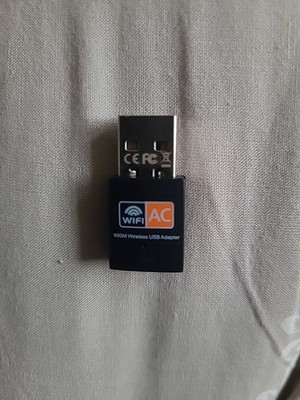 CE FC
WiFi AC
600M Wireless USB Adapter